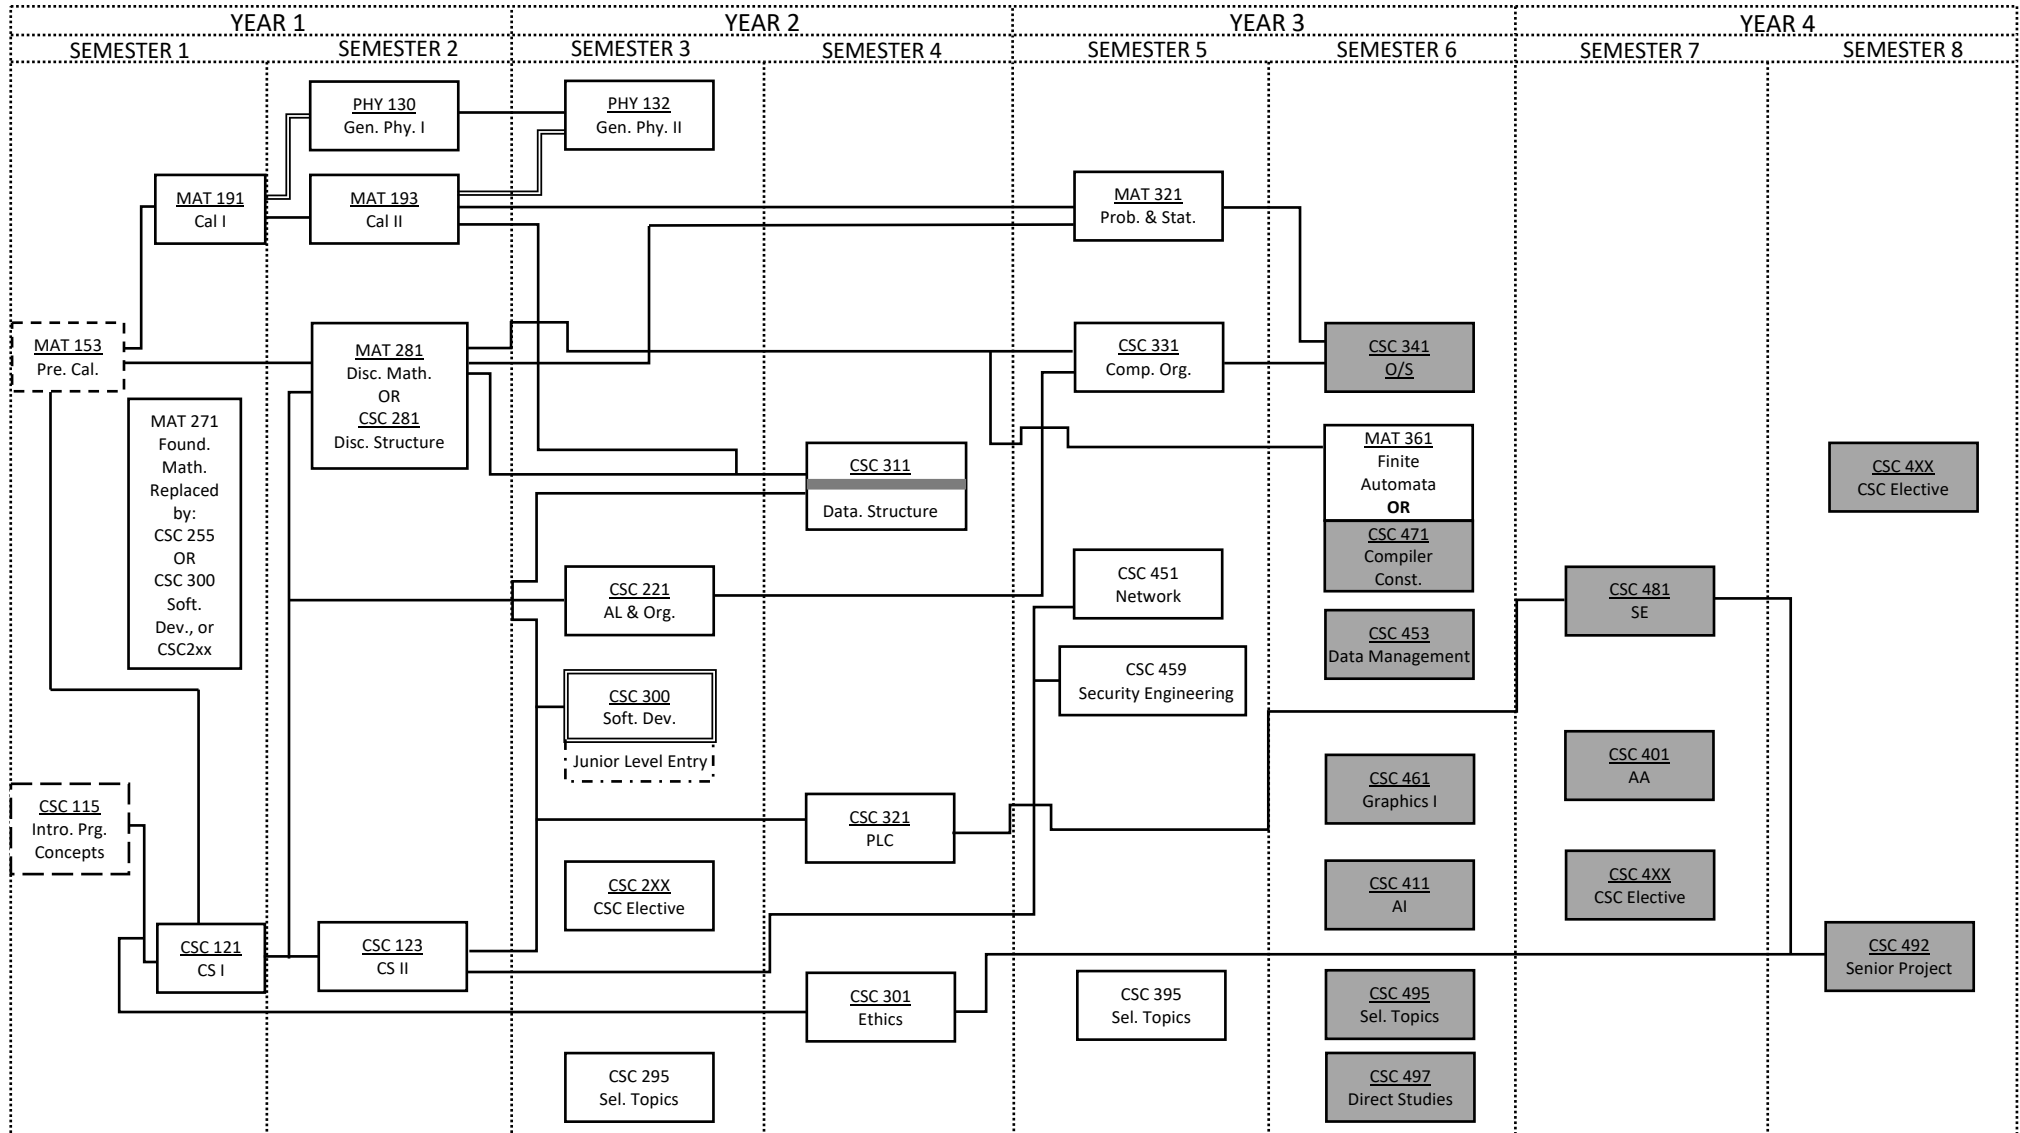 YEAR 1
YEAR 2
YEAR 3
YEAR 4
SEMESTER 1
SEMESTER 2
SEMESTER 3
SEMESTER 4
SEMESTER 5
SEMESTER 6
SEMESTER 7
SEMESTER 8
MAT 153
Pre. Cal.
CSC 115
Intro. Prg.
Concepts
MAT 191
Cal I
MAT 271
Found.
Math.
Replaced
by:
CSC 255
OR
CSC 300
Soft.
Dev., or
CSC2xx
CSC 121
CS I
PHY 130
Gen. Phy. I
MAT 193
Cal II
MAT 281
Disc. Math.
OR
CSC 281
Disc. Structure
CSC 123
CS II
PHY 132
Gen. Phy. II
CSC 221
AL & Org.
CSC 300
Soft. Dev.
Junior Level Entry
CSC 2XX
CSC Elective
CSC 295
Sel. Topics
CSC 311
Data. Structure
CSC 321
PLC
CSC 301
Ethics
MAT 321
Prob. & Stat.
CSC 331
Comp. Org.
CSC 451
Network
CSC 459
Security Engineering
CSC 395
Sel. Topics
CSC 341
O/S
MAT 361
Finite
Automata
OR
CSC 471
Compiler
Const.
CSC 453
Data Management
CSC 461
Graphics I
CSC 411
AI
CSC 495
Sel. Topics
CSC 497
Direct Studies
CSC 481
SE
CSC 401
AA
CSC 4XX
CSC Elective
CSC 4XX
CSC Elective
CSC 492
Senior Project